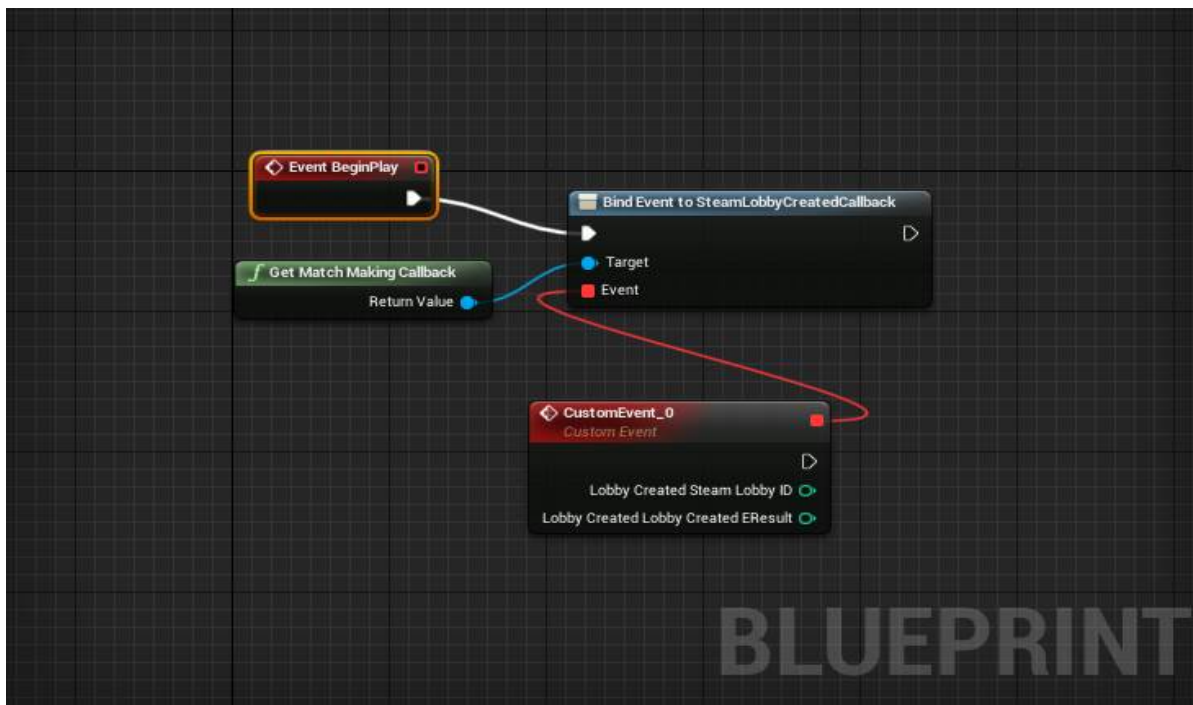 Event BeginPlay
Bind Event to SteamLobbyCreatedCallback
Target
Event
Get Match Making Callback
Return Value
CustomEvent_0
Custom Event
Lobby Created Steam Lobby ID
Lobby Created Lobby Created EResult
BLUEPRINT